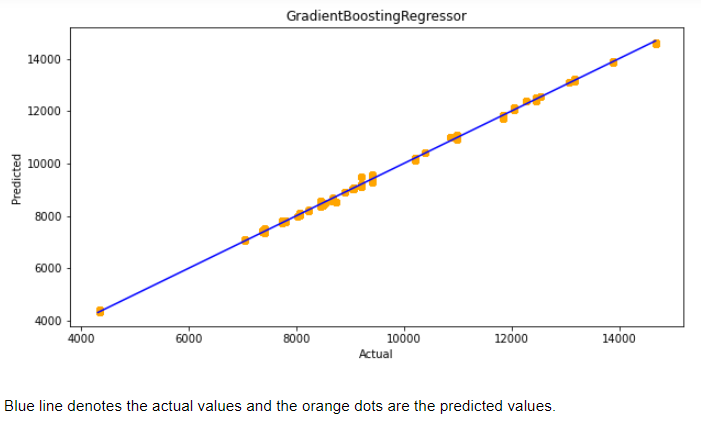 GradientBoostingRegressor
14000
12000
10000
8000
6000
4000
Predicted
4000 6000 8000 10000 12000 14000
Actual
Blue line denotes the actual values and the orange dots are the predicted values.